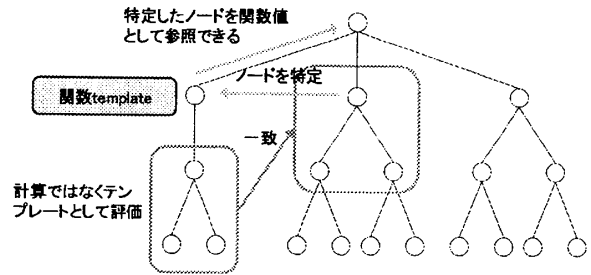 特定したノードを関数値
として参照できる
ノードを特定
関数template
一致
計算ではなくテン
プレートとして評価